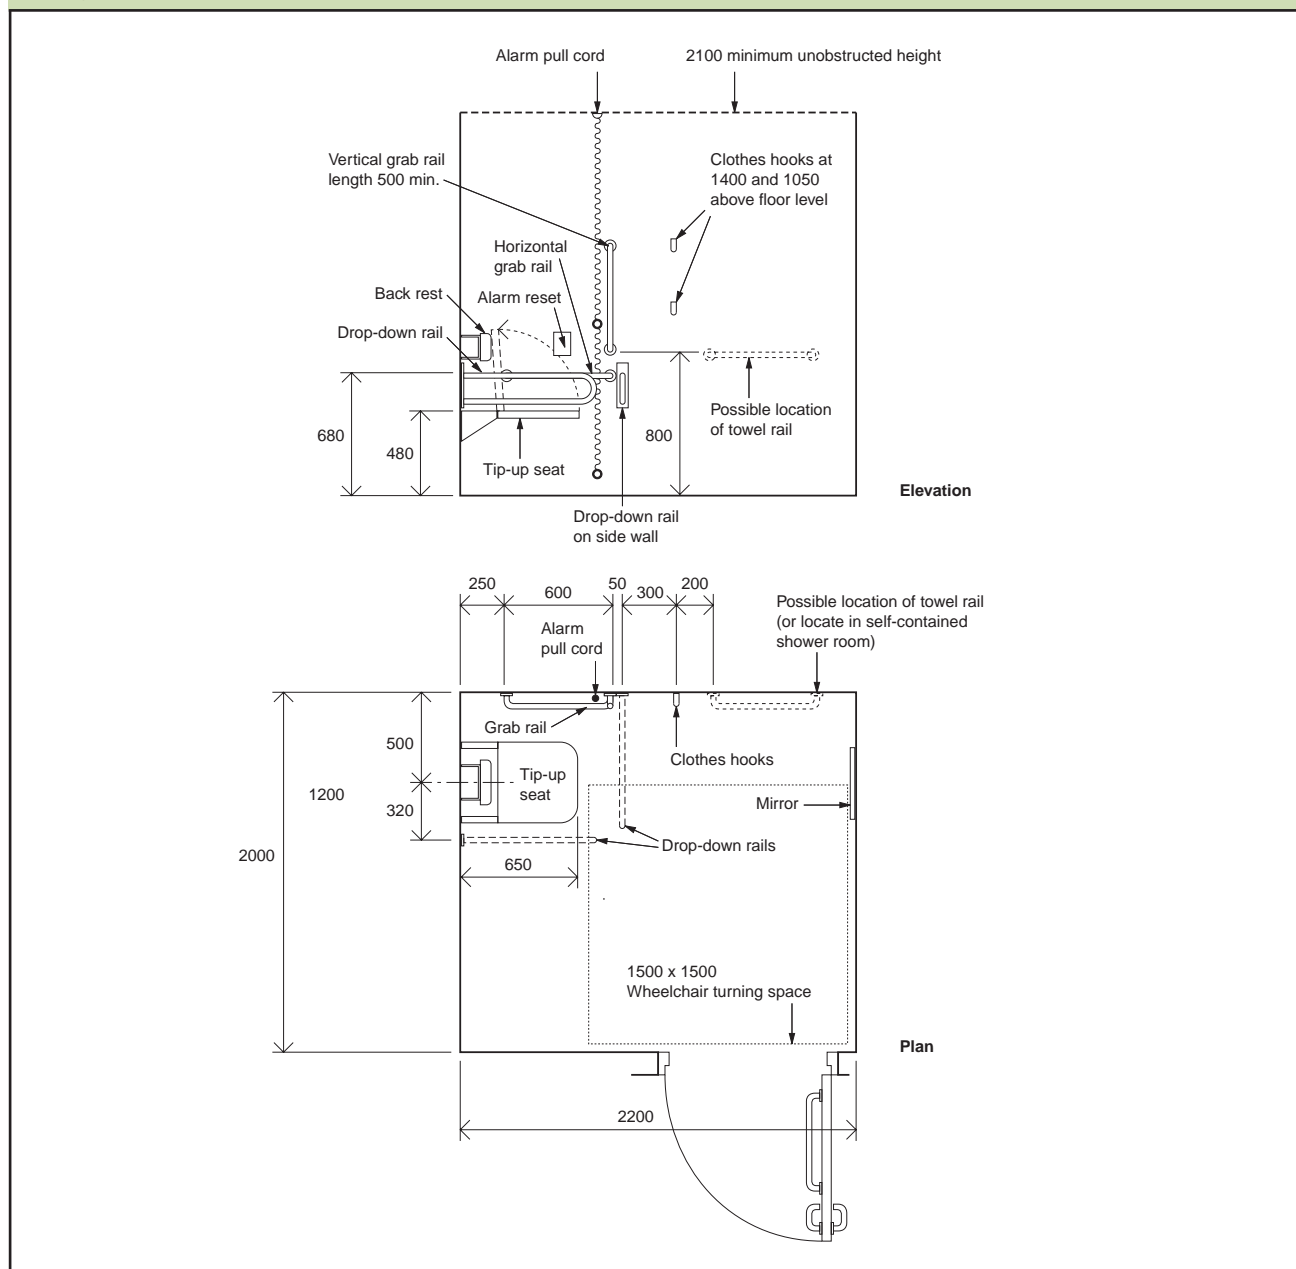 Alarm pull cord
2100 minimum unobstructed height
Vertical grab rail
length 500 min.
Clothes hooks at
1400 and 1050
above floor level
Horizontal
grab rail
Back rest
Alarm reset
Drop-down rail
Possible location
of towel rail
680
480
800
Tip-up seat
Elevation
Drop-down rail
on side wall
250
600
50
300
200
Possible location of towel rail
(or locate in self-contained
shower room)
Alarm
pull cord
Grab rail
500
Clothes hooks
Tip-up
seat
1200
320
Mirror
Drop-down rails
2000
650
1500 x 1500
Wheelchair turning space
Plan
2200